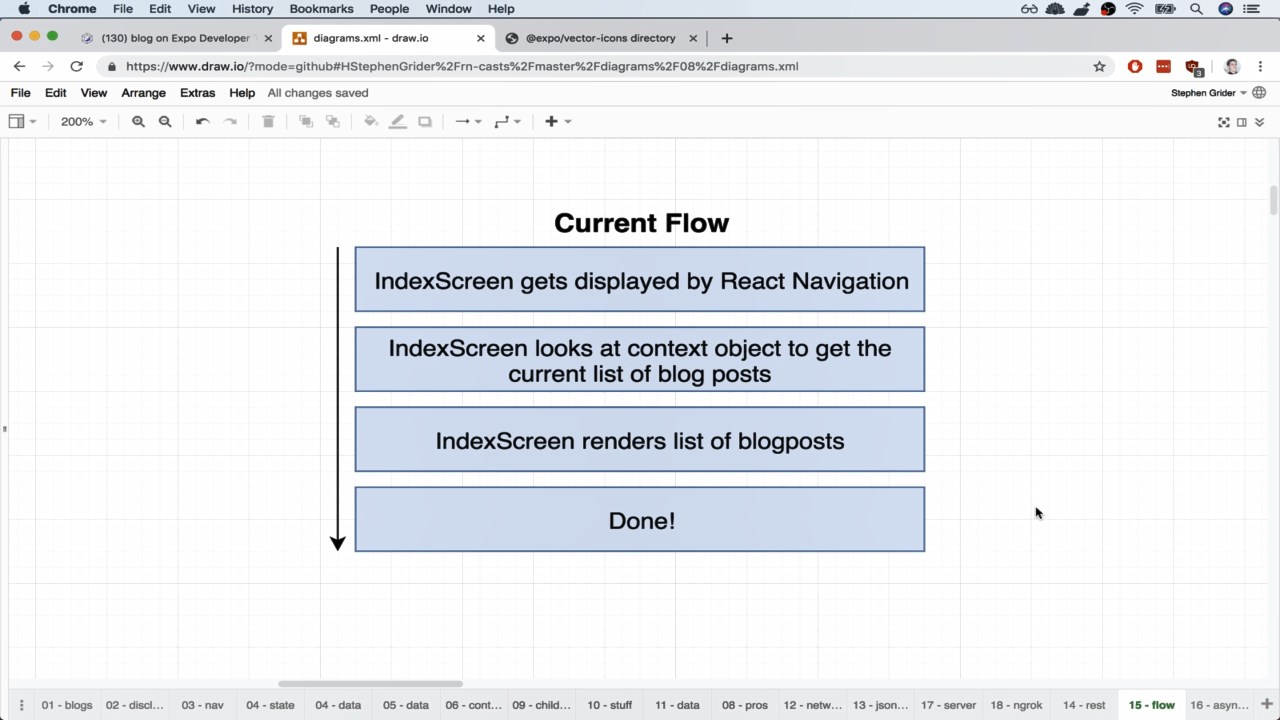 Chrome File Edit View History Bookmarks People Window Help
(130) blog on Expo Developer
diagrams.xml - draw.io
@expo/vector-icons directory
https://www.draw.io/?mode=github#HStephenGrider%2Frn-casts%2Fmaster%2Fdiagrams%2F08%2Fdiagrams.xml
3
File Edit View Arrange Extras Help All changes saved
Stephen Grider
200%
Current Flow
IndexScreen gets displayed by React Navigation
IndexScreen looks at context object to get the
current list of blog posts
IndexScreen renders list of blogposts
Done!
01 - blogs 02 - discl... 03 - nav 04 - state 04 - data 05 - data 06 - cont... 09 - child... 10 - stuff 11 - data 08 - pros 12 - netw... 13 - json... 17 - server 18 - ngrok 14 - rest 15 - flow 16 - asyn...